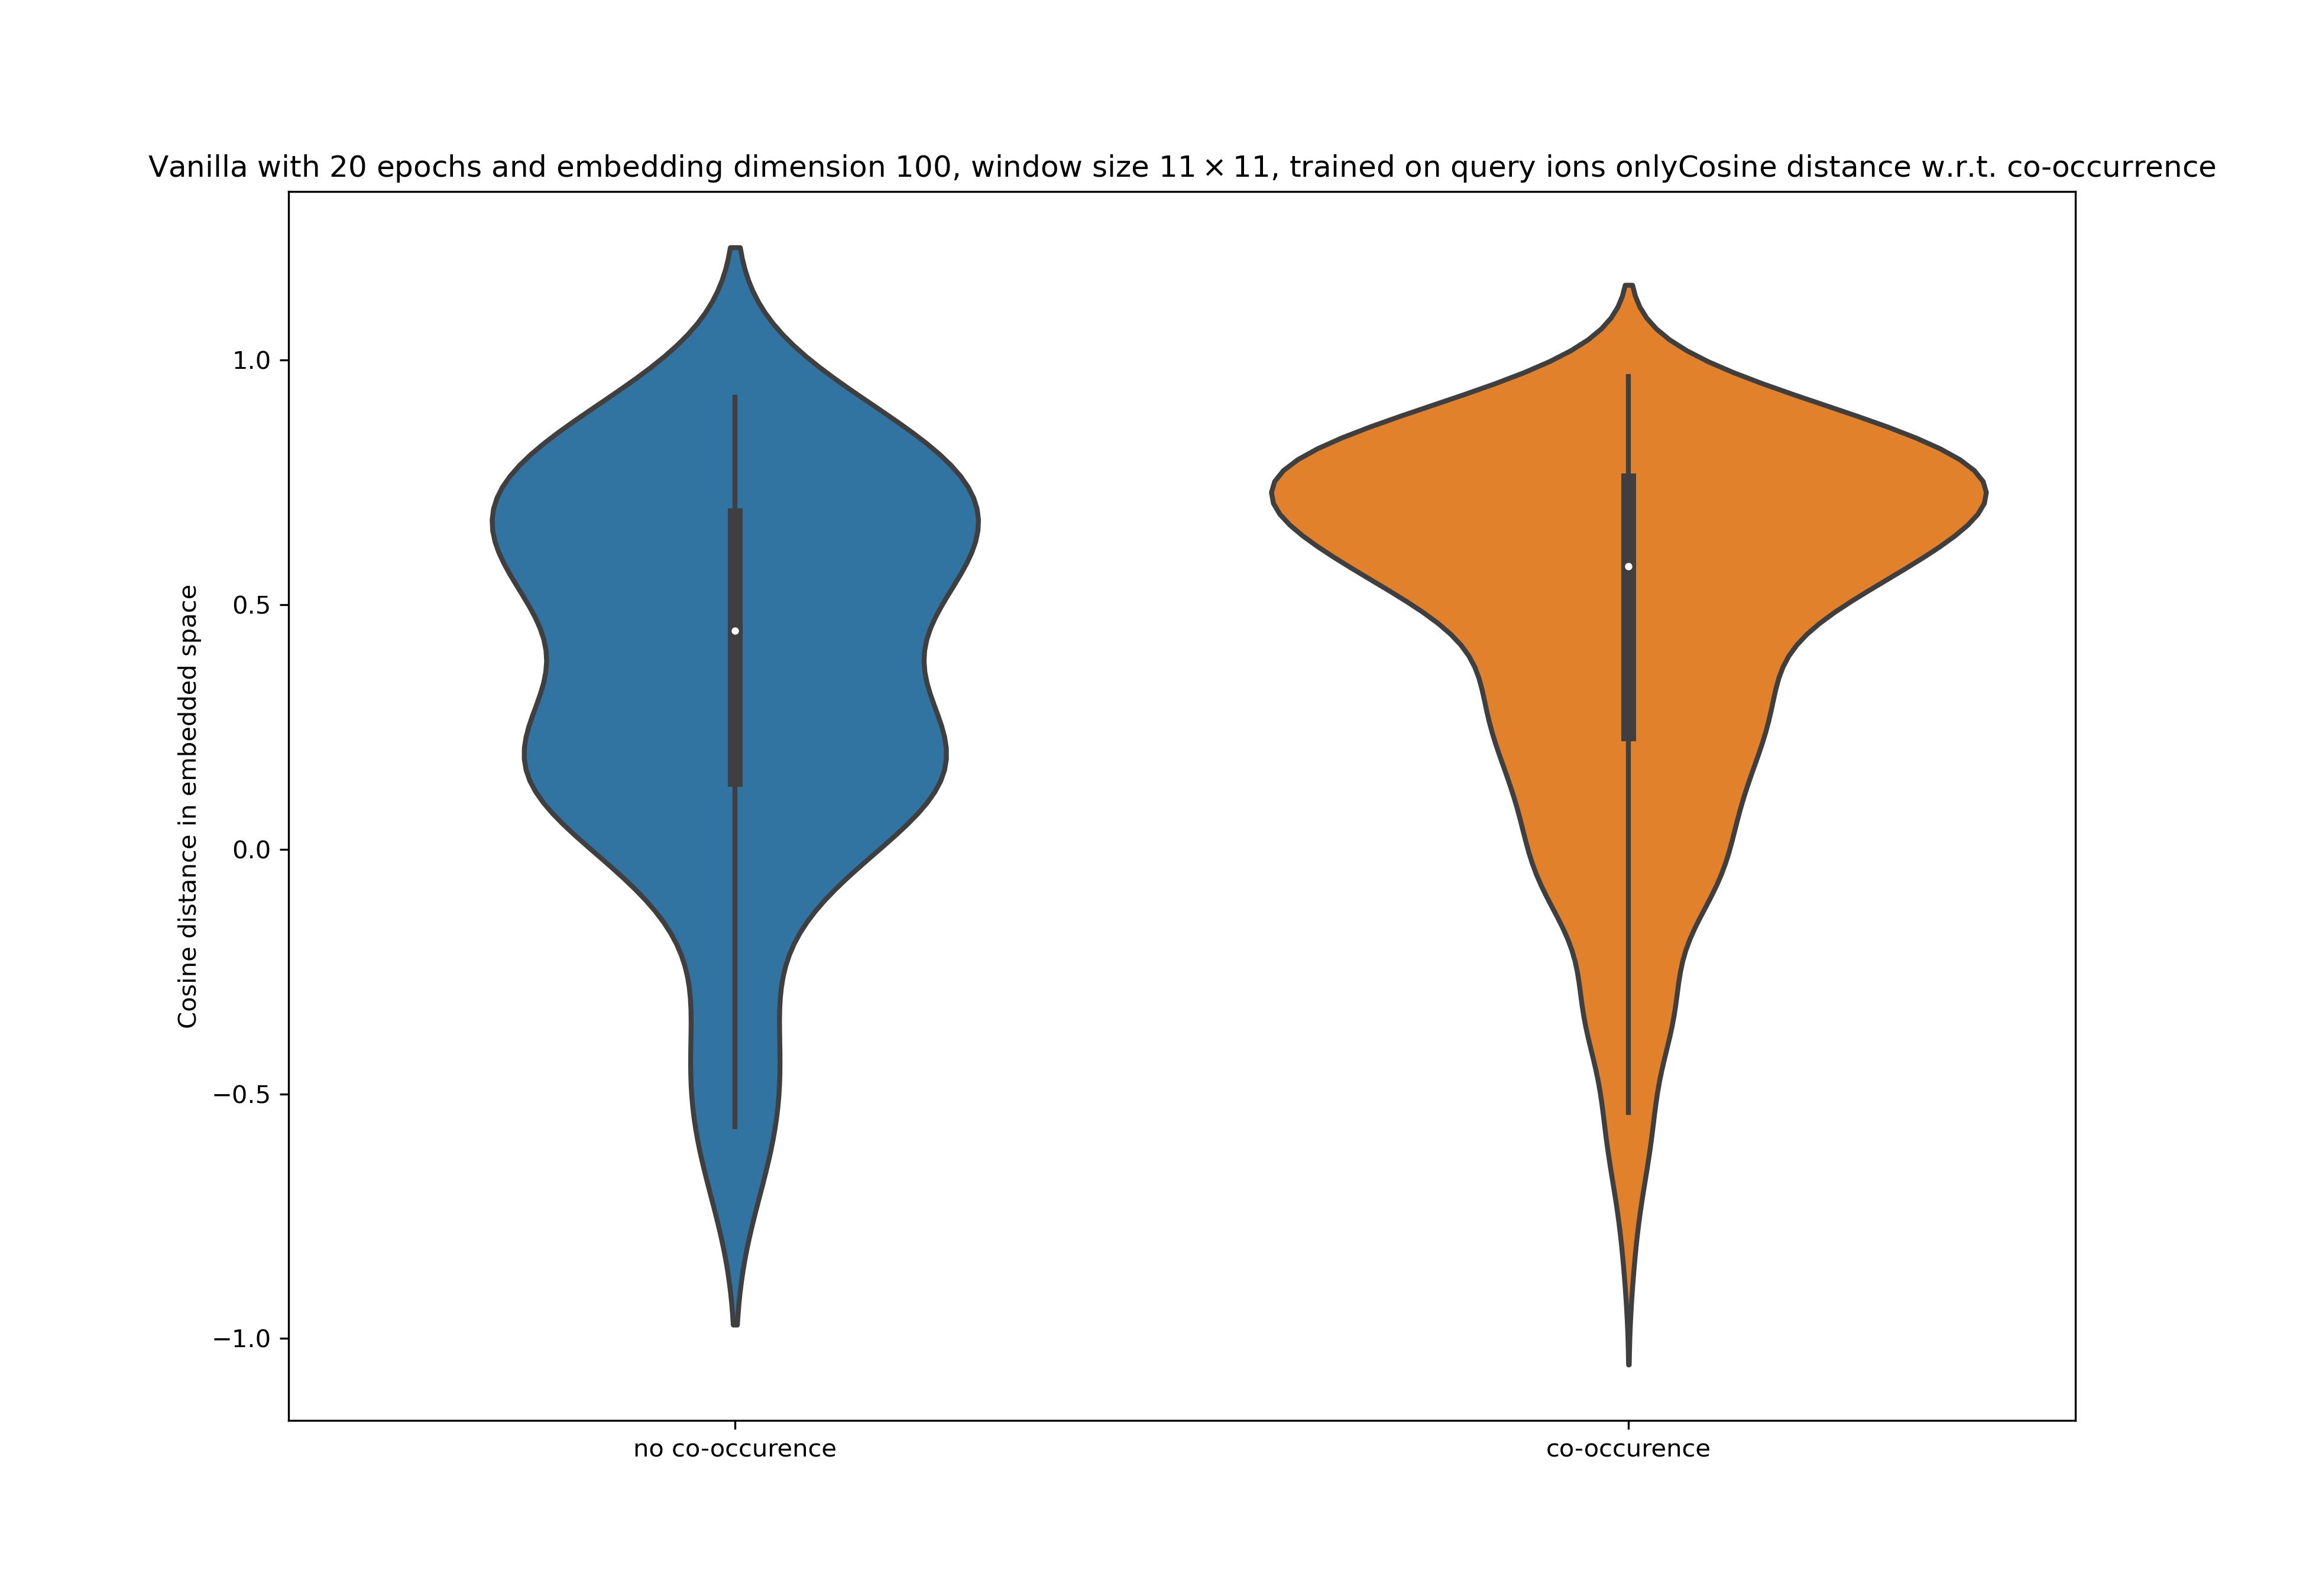 Vanilla with 20 epochs and embedding dimension 100, window size 11 × 11, trained on query ions onlyCosine distance w.r.t. co-occurrence
1.0
0.5
0.0
−0.5
−1.0
Cosine distance in embedded space
no co-occurence
co-occurence